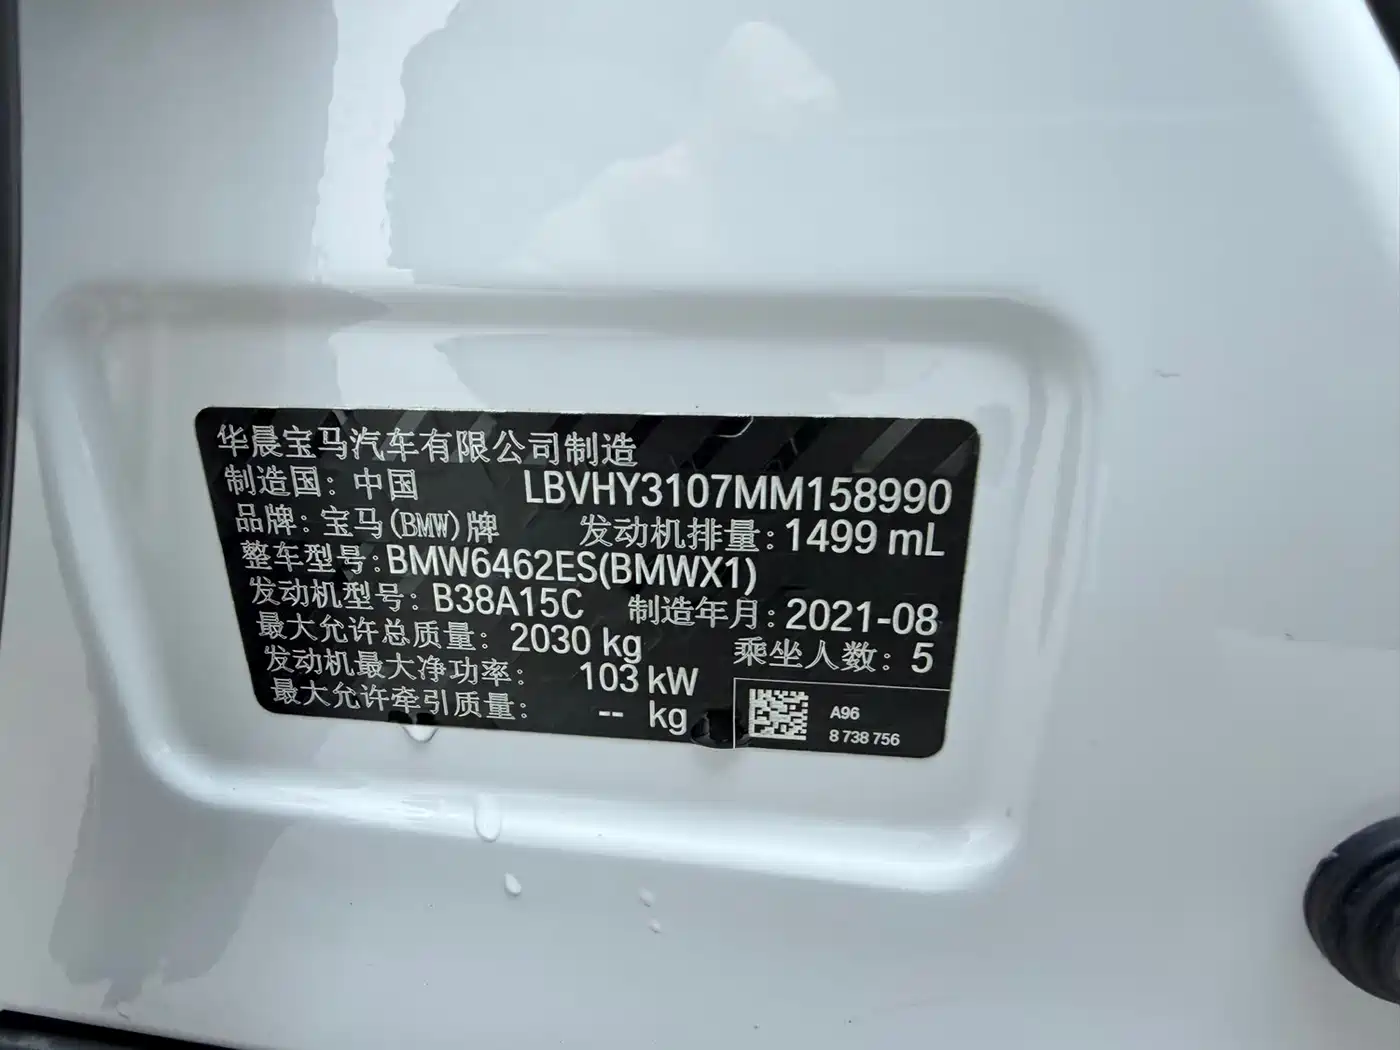 华晨宝马汽车有限公司制造
制造国：中国 LBVHY3107MM158990
品牌：宝马(BMW)牌 发动机排量：1499 mL
整车型号：BMW6462ES(BMWX1)
发动机型号：B38A15C 制造年月：2021-08
最大允许总质量：2030 kg 乘坐人数：5
发动机最大净功率：103 kW
最大允许牵引质量：-- kg
A96
8 738 756